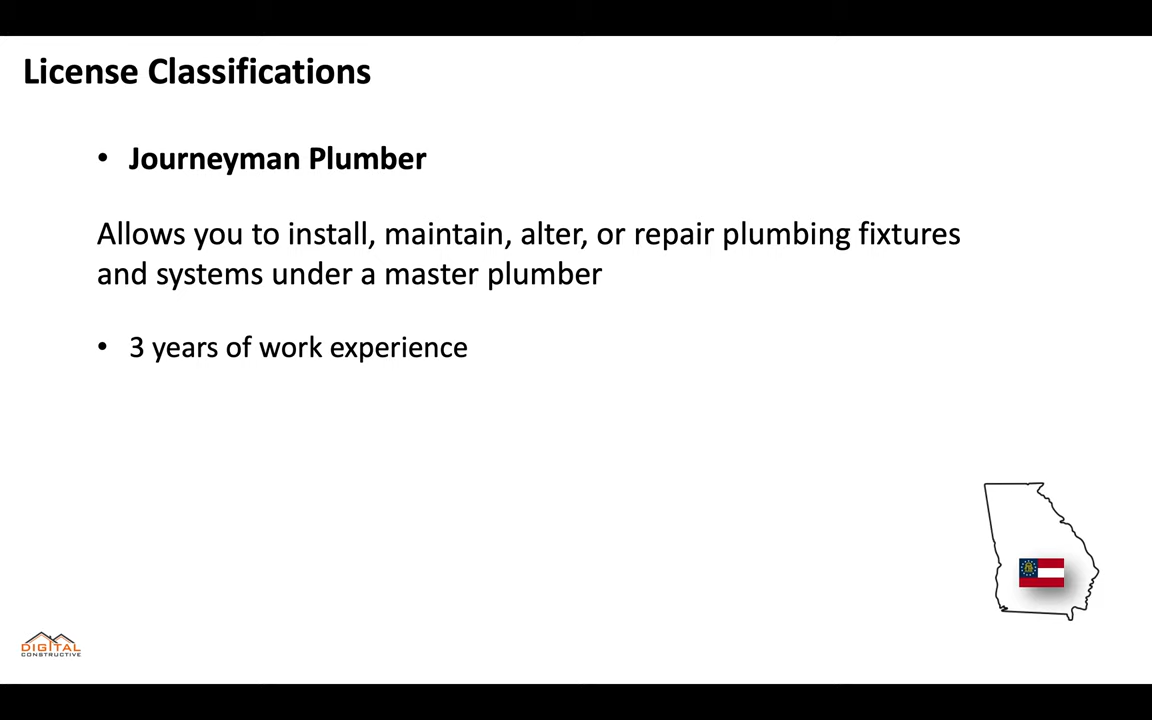 License Classifications
• Journeyman Plumber
Allows you to install, maintain, alter, or repair plumbing fixtures
and systems under a master plumber
• 3 years of work experience
DIGITAL
CONSTRUCTIVE